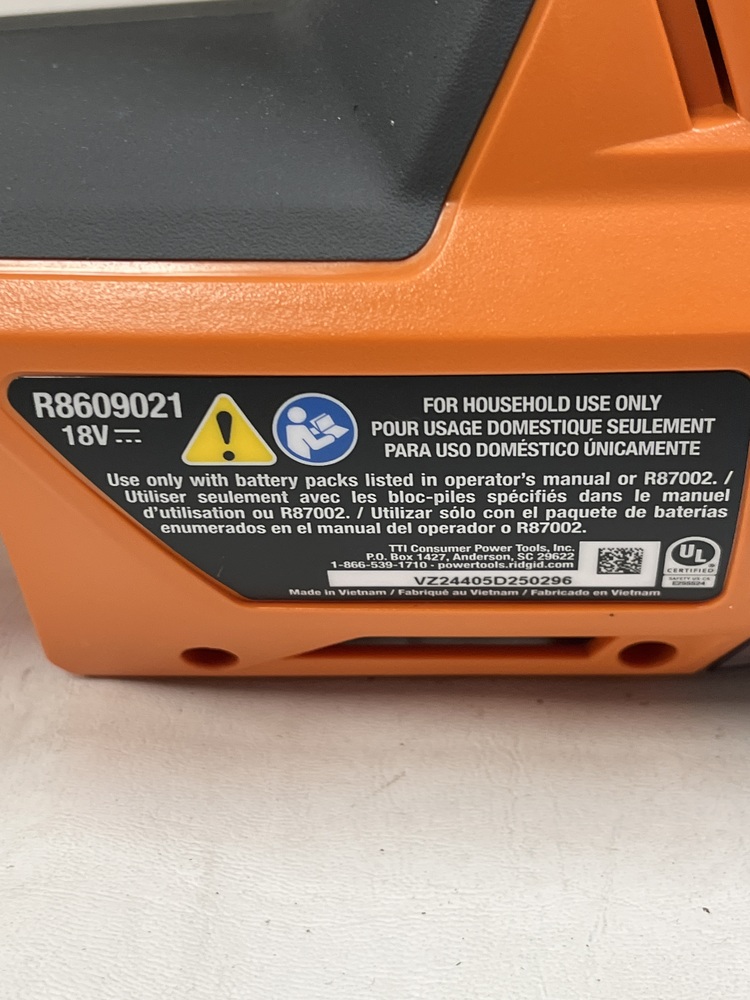 R8609021
18V
FOR HOUSEHOLD USE ONLY
POUR USAGE DOMESTIQUE SEULEMENT
PARA USO DOMÉSTICO ÚNICAMENTE
Use only with battery packs listed in operator's manual or R87002. /
Utiliser seulement avec les bloc-piles spécifiés dans le manuel
d'utilisation ou R87002. / Utilizar sólo con el paquete de baterías
enumerados en el manual del operador o R87002.
TTI Consumer Power Tools, Inc.
P.O. Box 1427, Anderson, SC 29622
1-866-539-1710 · powertools.ridgid.com
VZ24405D250296
Made in Vietnam / Fabriqué au Vietnam / Fabricado en Vietnam
UL
CERTIFIED
SAFETY US CA
E255524